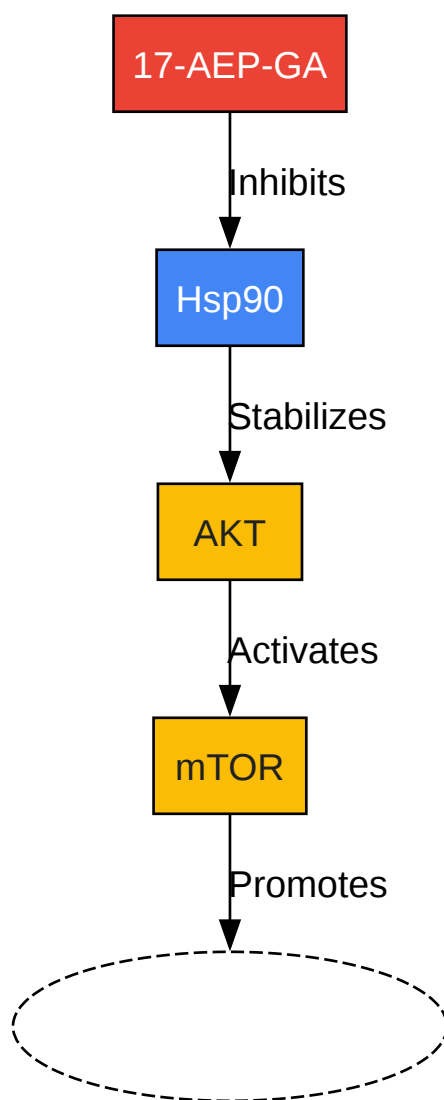 17-AEP-GA
Inhibits
Hsp90
Stabilizes
AKT
Activates
mTOR
Promotes